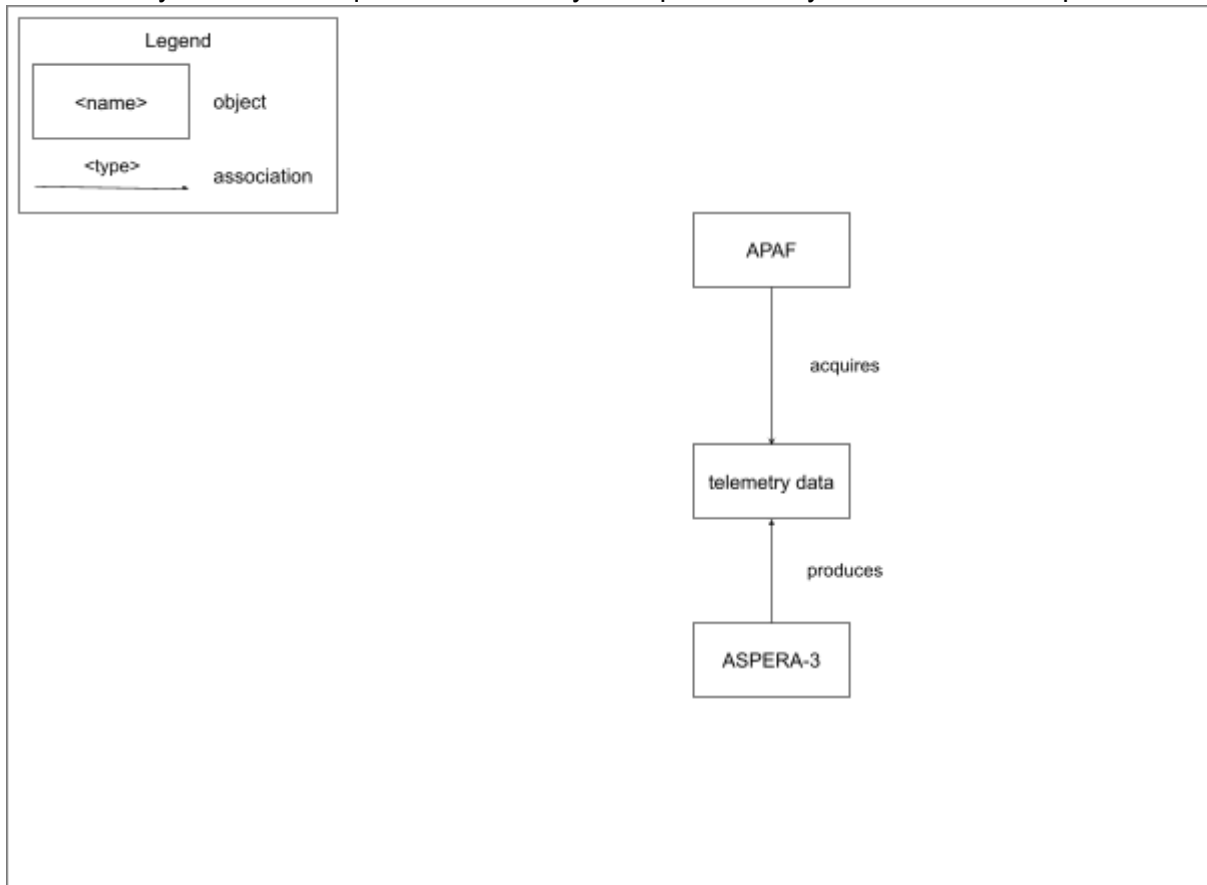 Legend
<name>
object
<type>
association
APAF
acquires
telemetry data
produces
ASPERA-3